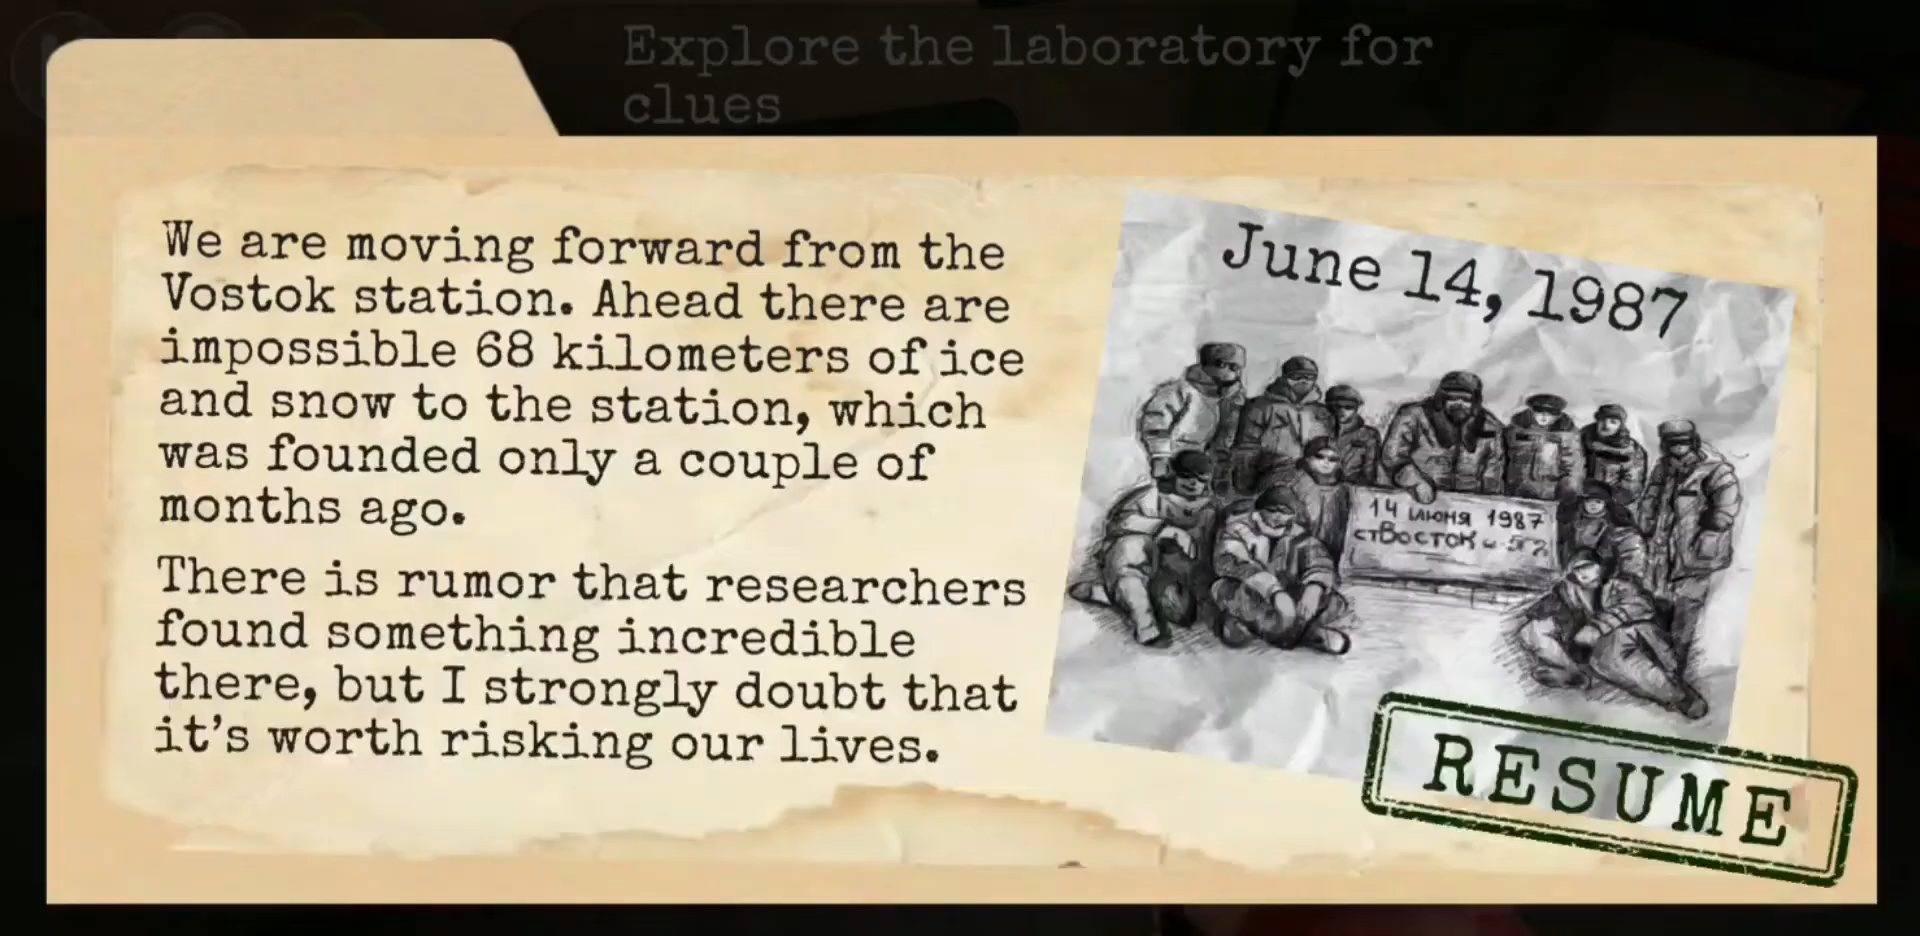 Explore the laboratory for
clues
We are moving forward from the
Vostok station. Ahead there are
impossible 68 kilometers of ice
and snow to the station, which
was founded only a couple of
months ago.
There is rumor that researchers
found something incredible
there, but I strongly doubt that
it's worth risking our lives.
June 14, 1987
14 июня 1987
стВосток
RESUME